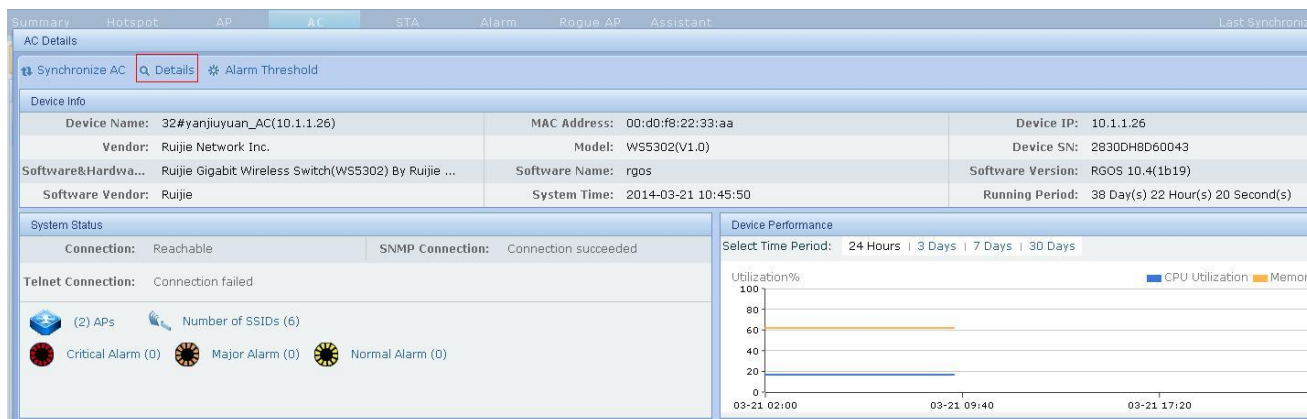 Summary Hotspot AP AC STA Alarm Rogue AP Assistant Last Synchroniz
AC Details
Synchronize AC Details Alarm Threshold
Device Info
Device Name: 32#yanjiuyuan_AC(10.1.1.26) MAC Address: 00:d0:f8:22:33:aa Device IP: 10.1.1.26
Vendor: Ruijie Network Inc. Model: WS5302(V1.0) Device SN: 2830DH8D60043
Software&Hardwa... Ruijie Gigabit Wireless Switch(WS5302) By Ruijie ... Software Name: rgos Software Version: RGOS 10.4(1b19)
Software Vendor: Ruijie System Time: 2014-03-21 10:45:50 Running Period: 38 Day(s) 22 Hour(s) 20 Second(s)
System Status
Connection: Reachable SNMP Connection: Connection succeeded
Telnet Connection: Connection failed
(2) APs Number of SSIDs (6)
Critical Alarm (0) Major Alarm (0) Normal Alarm (0)
Device Performance
Select Time Period: 24 Hours | 3 Days | 7 Days | 30 Days
Utilization% CPU Utilization Memor
100
80
60
40
20
0
03-21 02:00 03-21 09:40 03-21 17:20